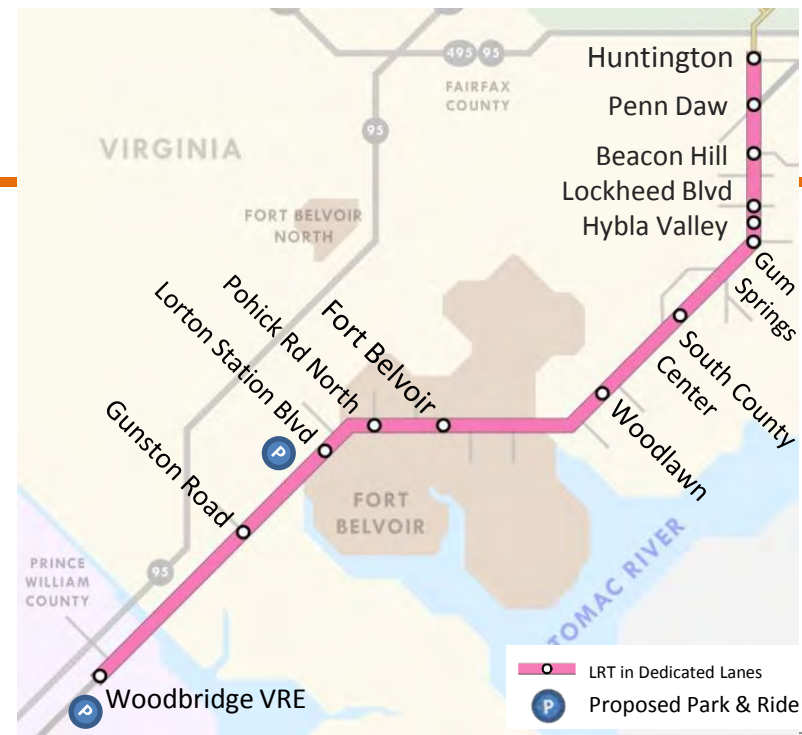 Huntington
495 95
FAIRFAX
COUNTY
Penn Daw
95
VIRGINIA
Beacon Hill
Lockheed Blvd
FORT BELVOIR
NORTH
Hybla Valley
Gum
Springs
Lorton Station Blvd
Pohick Rd North
Fort Belvoir
South County
Center
Woodlawn
Gunston Road
P
FORT
BELVOIR
PRINCE
WILLIAM
COUNTY
95
TOMAC RIVER
Woodbridge VRE
P
LRT in Dedicated Lanes
P Proposed Park & Ride